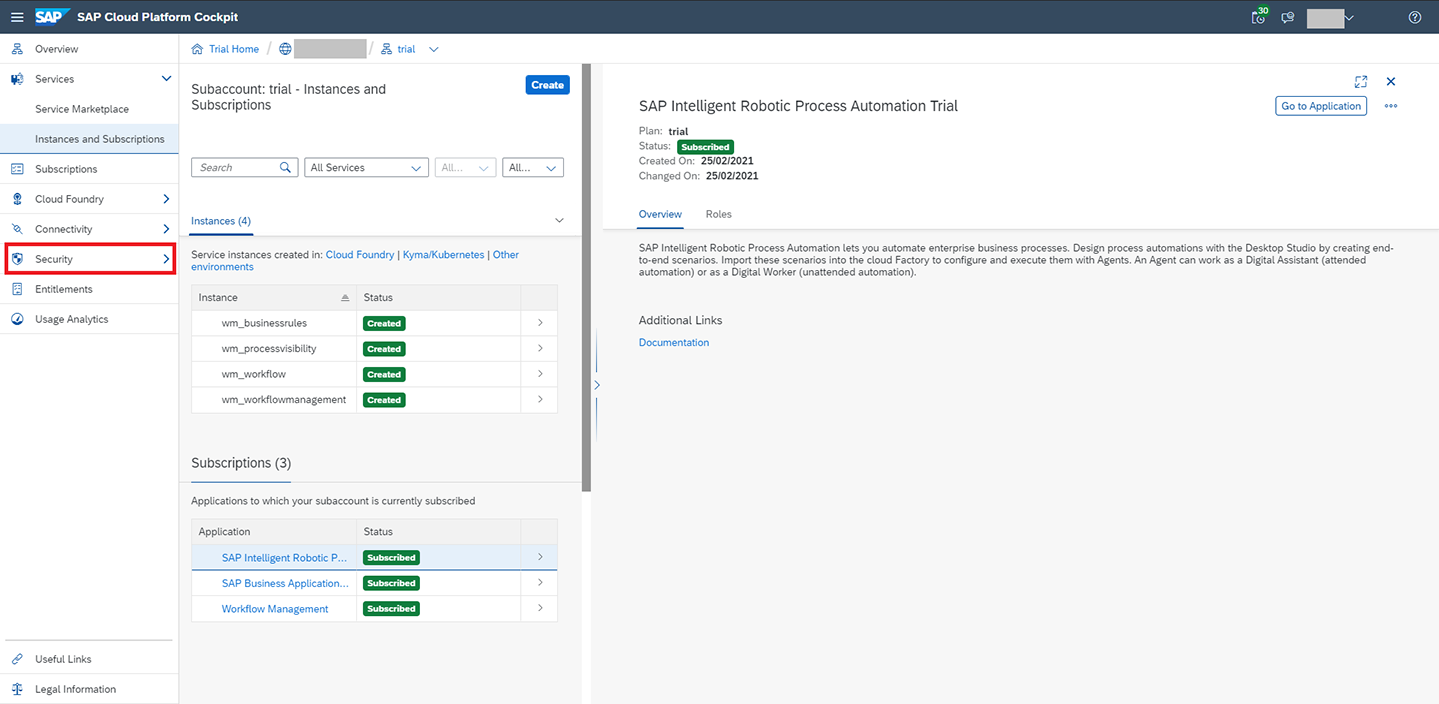 SAP SAP Cloud Platform Cockpit
30
Overview
Services
Service Marketplace
Instances and Subscriptions
Subscriptions
Cloud Foundry
Connectivity
Security
Entitlements
Usage Analytics
Useful Links
Legal Information
Trial Home / / trial
Subaccount: trial - Instances and
Subscriptions
Create
Search
All Services
All...
All...
Instances (4)
Service instances created in: Cloud Foundry | Kyma/Kubernetes | Other
environments
Instance Status
wm_businessrules Created
wm_processvisibility Created
wm_workflow Created
wm_workflowmanagement Created
Subscriptions (3)
Applications to which your subaccount is currently subscribed
Application Status
SAP Intelligent Robotic P... Subscribed
SAP Business Application... Subscribed
Workflow Management Subscribed
SAP Intelligent Robotic Process Automation Trial
Go to Application
Plan: trial
Status: Subscribed
Created On: 25/02/2021
Changed On: 25/02/2021
Overview Roles
SAP Intelligent Robotic Process Automation lets you automate enterprise business processes. Design process automations with the Desktop Studio by creating end-
to-end scenarios. Import these scenarios into the cloud Factory to configure and execute them with Agents. An Agent can work as a Digital Assistant (attended
automation) or as a Digital Worker (unattended automation).
Additional Links
Documentation